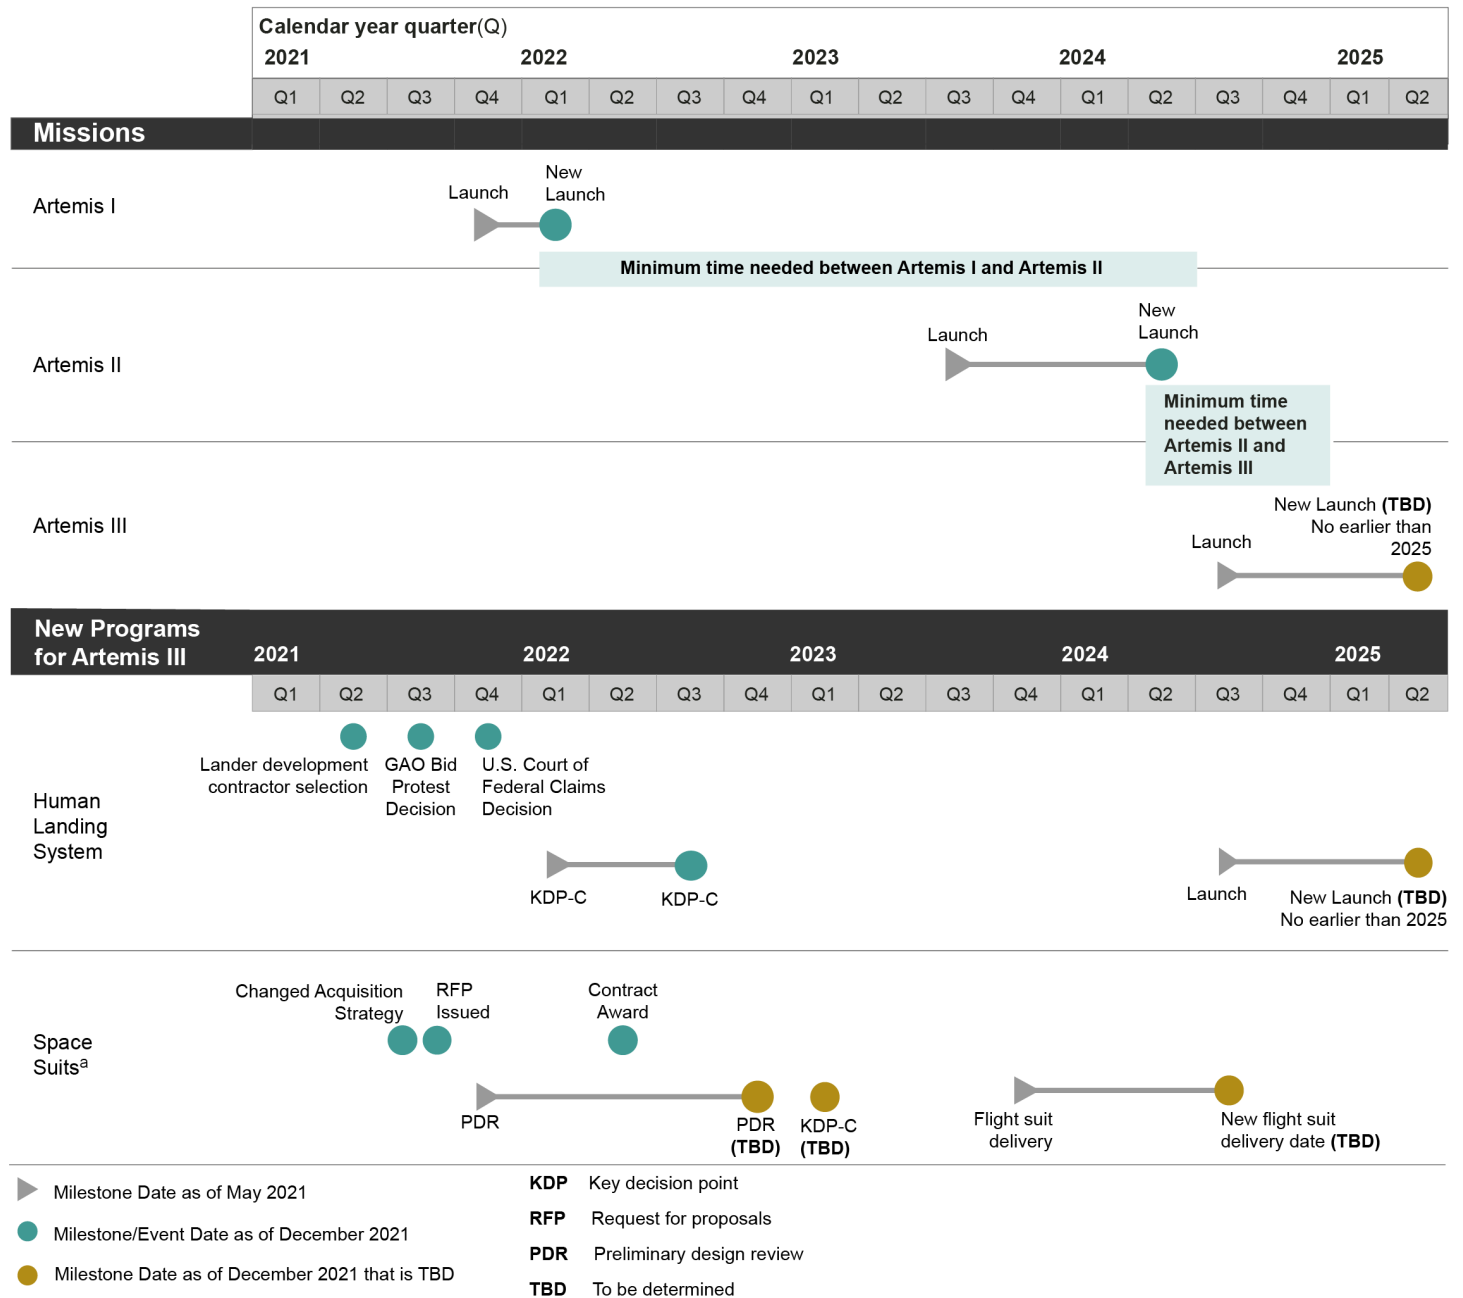 Calendar year quarter(Q)
2021 2022 2023 2024 2025
Q1 Q2 Q3 Q4 Q1 Q2 Q3 Q4 Q1 Q2 Q3 Q4 Q1 Q2 Q3 Q4 Q1 Q2
Missions
Artemis I
Launch
New
Launch
Minimum time needed between Artemis I and Artemis II
Artemis II
Launch
New
Launch
Minimum time
needed between
Artemis II and
Artemis III
Artemis III
Launch
New Launch (TBD)
No earlier than
2025
New Programs
for Artemis III
2021 2022 2023 2024 2025
Q1 Q2 Q3 Q4 Q1 Q2 Q3 Q4 Q1 Q2 Q3 Q4 Q1 Q2 Q3 Q4 Q1 Q2
Human
Landing
System
Lander development
contractor selection
GAO Bid
Protest
Decision
U.S. Court of
Federal Claims
Decision
KDP-C
KDP-C
Launch
New Launch (TBD)
No earlier than 2025
Space
Suitsa
Changed Acquisition
Strategy
RFP
Issued
Contract
Award
PDR
PDR
(TBD)
KDP-C
(TBD)
Flight suit
delivery
New flight suit
delivery date (TBD)
Milestone Date as of May 2021
Milestone/Event Date as of December 2021
Milestone Date as of December 2021 that is TBD
KDP Key decision point
RFP Request for proposals
PDR Preliminary design review
TBD To be determined